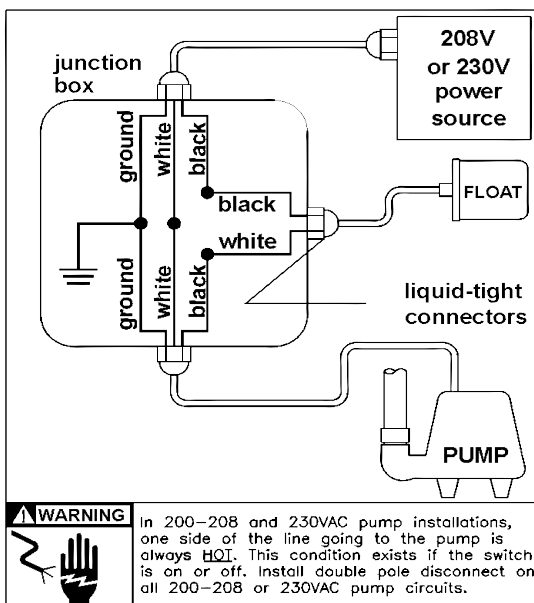 208V
or 230V
power
source
junction
box
ground
white
black
black
FLOAT
white
ground
white
black
liquid-tight
connectors
PUMP
WARNING
In 200-208 and 230VAC pump installations,
one side of the line going to the pump is
always HOT. This condition exists if the switch
is on or off. Install double pole disconnect on
all 200-208 or 230VAC pump circuits.